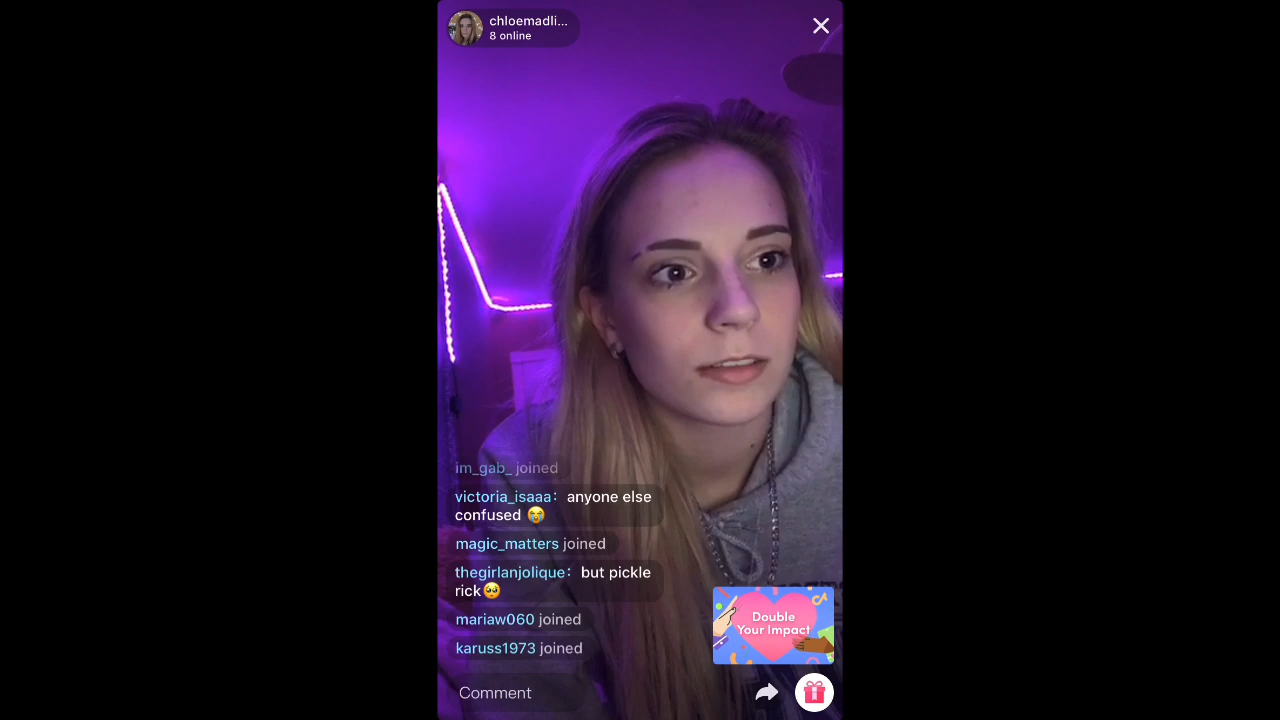 chloemadli...
8 online
im_gab_ joined
victoria_isaaa: anyone else
confused 😭
magic_matters joined
thegirlanjolique: but pickle
rick🥺
mariaw060 joined
karuss1973 joined
Double
Your Impact
Comment